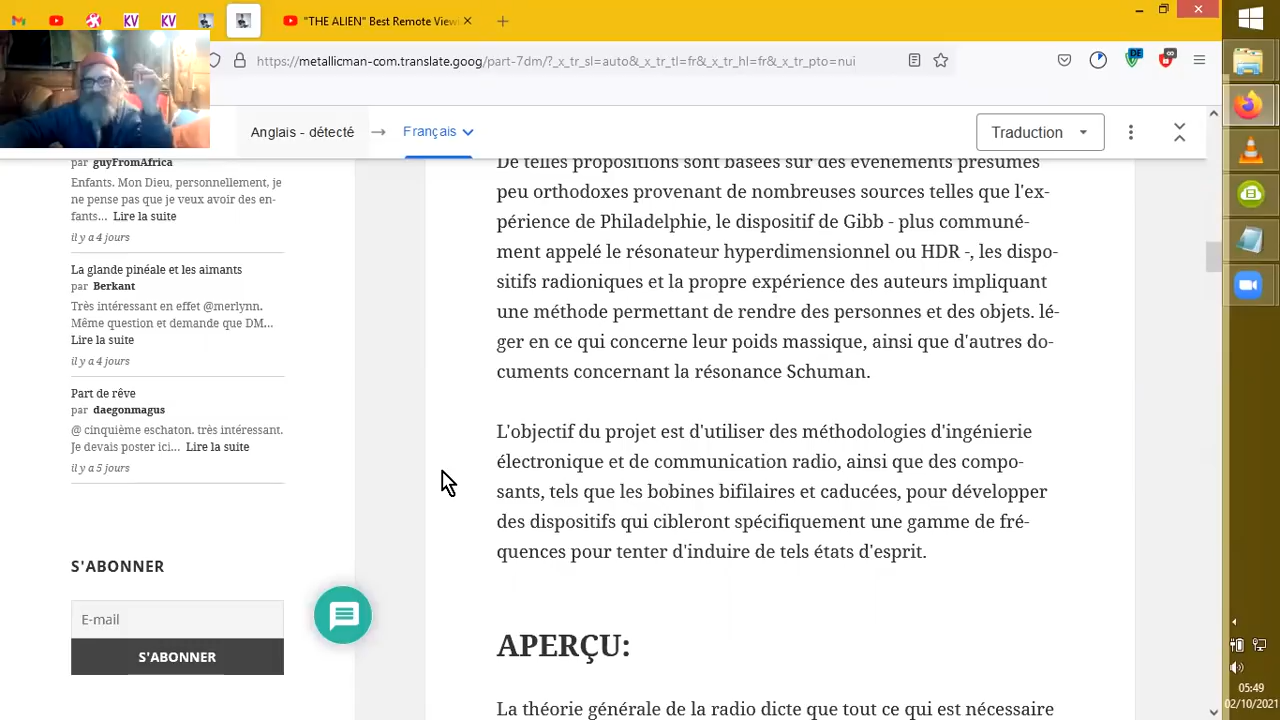 "THE ALIEN" Best Remote View
https://metallicman-com.translate.goog/part-7dm/?_x_tr_sl=auto&_x_tr_tl=fr&_x_tr_hl=fr&_x_tr_pto=nui
Anglais - détecté
Français
Traduction
par guyFromAfrica
Enfants. Mon Dieu, personnellement, je
ne pense pas que je veux avoir des en-
fants… Lire la suite
il y a 4 jours
La glande pinéale et les aimants
par Berkant
Très intéressant en effet @merlynn.
Même question et demande que DM…
Lire la suite
il y a 4 jours
Part de rêve
par daegonmagus
@ cinquième eschaton. très intéressant.
Je devais poster ici… Lire la suite
il y a 5 jours
S'ABONNER
E-mail
S'ABONNER
De telles propositions sont basées sur des événements présumés
peu orthodoxes provenant de nombreuses sources telles que l'ex-
périence de Philadelphie, le dispositif de Gibb - plus communé-
ment appelé le résonateur hyperdimensionnel ou HDR -, les dispo-
sitifs radioniques et la propre expérience des auteurs impliquant
une méthode permettant de rendre des personnes et des objets. lé-
ger en ce qui concerne leur poids massique, ainsi que d'autres do-
cuments concernant la résonance Schuman.
L'objectif du projet est d'utiliser des méthodologies d'ingénierie
électronique et de communication radio, ainsi que des compo-
sants, tels que les bobines bifilaires et caducées, pour développer
des dispositifs qui cibleront spécifiquement une gamme de fré-
quences pour tenter d'induire de tels états d'esprit.
APERÇU:
La théorie générale de la radio dicte que tout ce qui est nécessaire
DE
05:49
02/10/2021